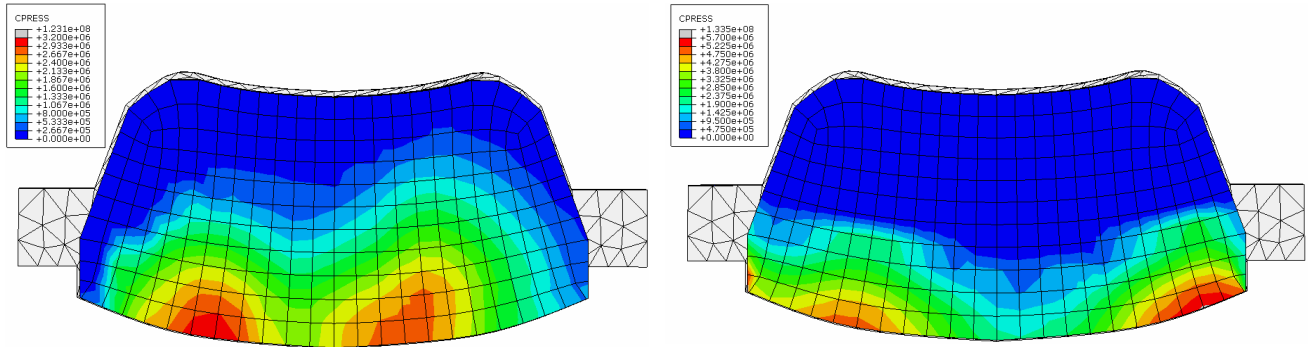 CPRESS
+1.231e+08
+3.200e+06
+2.933e+06
+2.667e+06
+2.400e+06
+2.133e+06
+1.867e+06
+1.600e+06
+1.333e+06
+1.067e+06
+8.000e+05
+5.333e+05
+2.667e+05
+0.000e+00
CPRESS
+1.335e+08
+5.700e+06
+5.225e+06
+4.750e+06
+4.275e+06
+3.800e+06
+3.325e+06
+2.850e+06
+2.375e+06
+1.900e+06
+1.425e+06
+9.500e+05
+4.750e+05
+0.000e+00